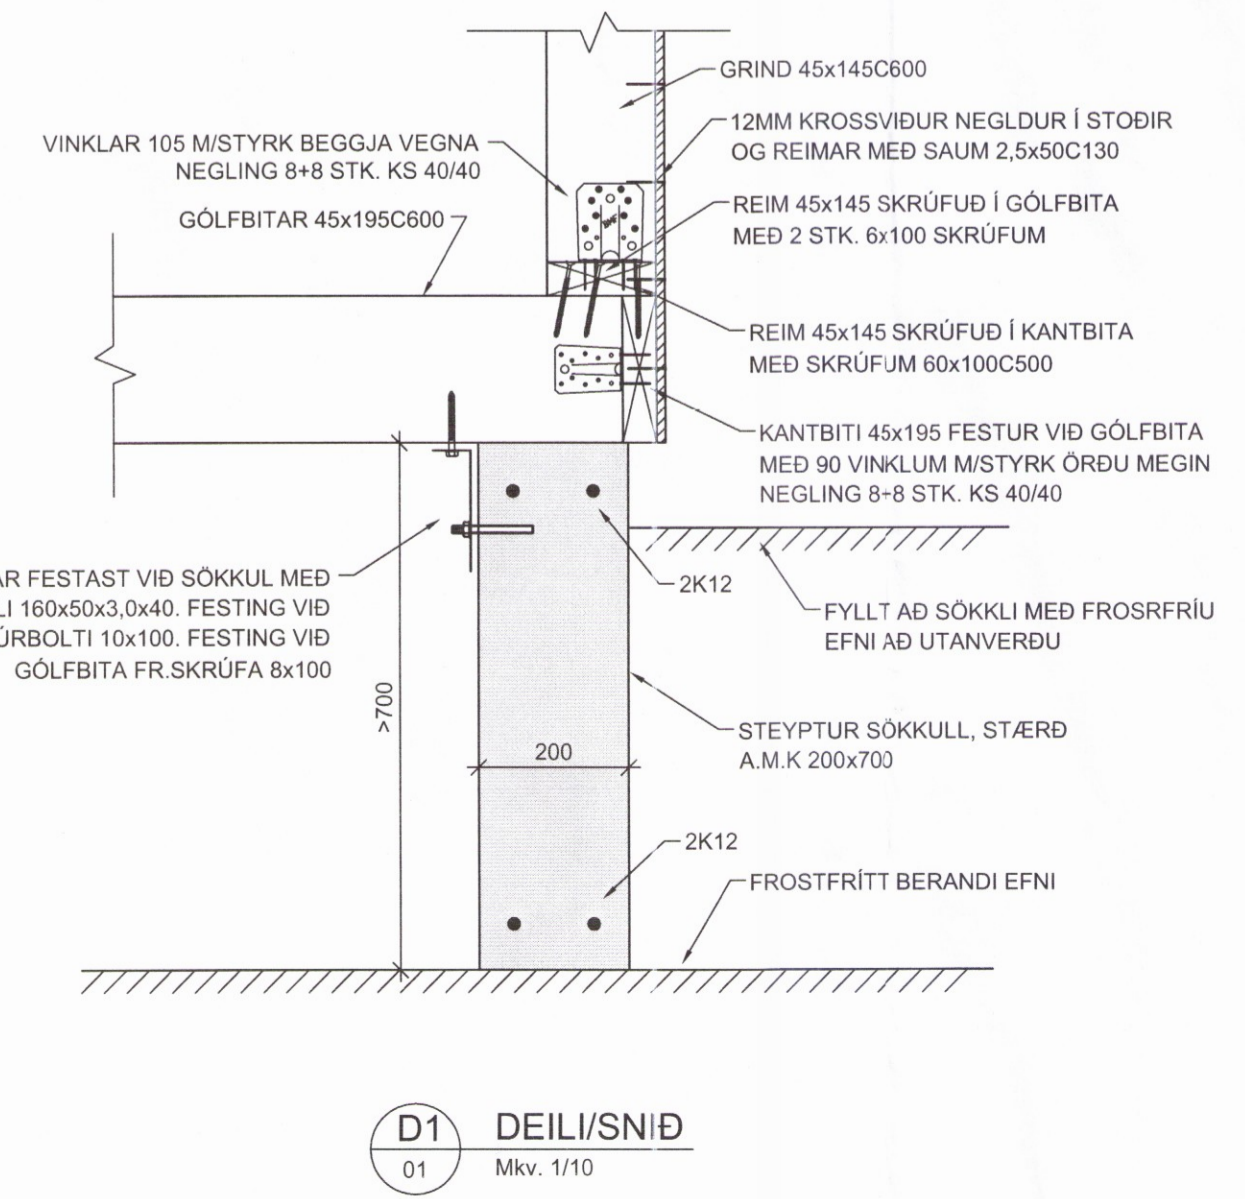 GRIND 45x145C600
12MM KROSSVIÐUR NEGLDUR Í STOÐIR
OG REIMAR MEÐ SAUM 2,5x50C130
VINKLAR 105 M/STYRK BEGGJA VEGNA
NEGLING 8+8 STK. KS 40/40
GÓLFBITAR 45x195C600
REIM 45x145 SKRÚFUÐ Í GÓLFBITA
MEÐ 2 STK. 6x100 SKRÚFUM
BMF
REIM 45x145 SKRÚFUÐ Í KANTBITA
MEÐ SKRÚFUM 60x100C500
KANTBITI 45x195 FESTUR VIÐ GÓLFBITA
MEÐ 90 VINKLUM M/STYRK ÖRÐU MEGIN
NEGLING 8+8 STK. KS 40/40
AR FESTAST VIÐ SÖKKUL MEÐ
LI 160x50x3,0x40. FESTING VIÐ
ÚRBOLTI 10x100. FESTING VIÐ
GÓLFBITA FR.SKRÚFA 8x100
2K12
FYLLT AÐ SÖKKLI MEÐ FROSRFRÍU
EFNI AÐ UTANVERÐU
>700
200
STEYPTUR SÖKKULL, STÆRÐ
A.M.K 200x700
2K12
FROSTFRÍTT BERANDI EFNI
D1
01
DEILI/SNIÐ
Mkv. 1/10